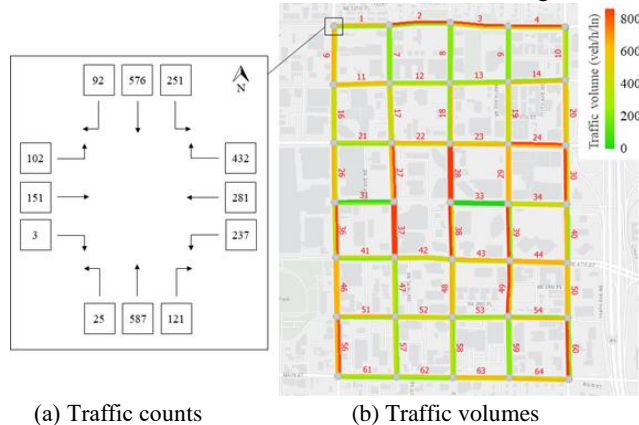 92 576 251
N
102
151
3
432
281
237
25 587 121
(a) Traffic counts
1 2 3 4
6 7 8 9 10
11 12 13 14
16 17 18 19 20
21 22 23 24
26 27 28 29 30
31 33 34
36 37 38 39 40
41 42 43 44
46 47 48 49 50
51 52 53 54
56 57 58 59 60
61 62 63 64
MAIN ST
800
600
400
200
0
Traffic volume (veh/h/ln)
(b) Traffic volumes